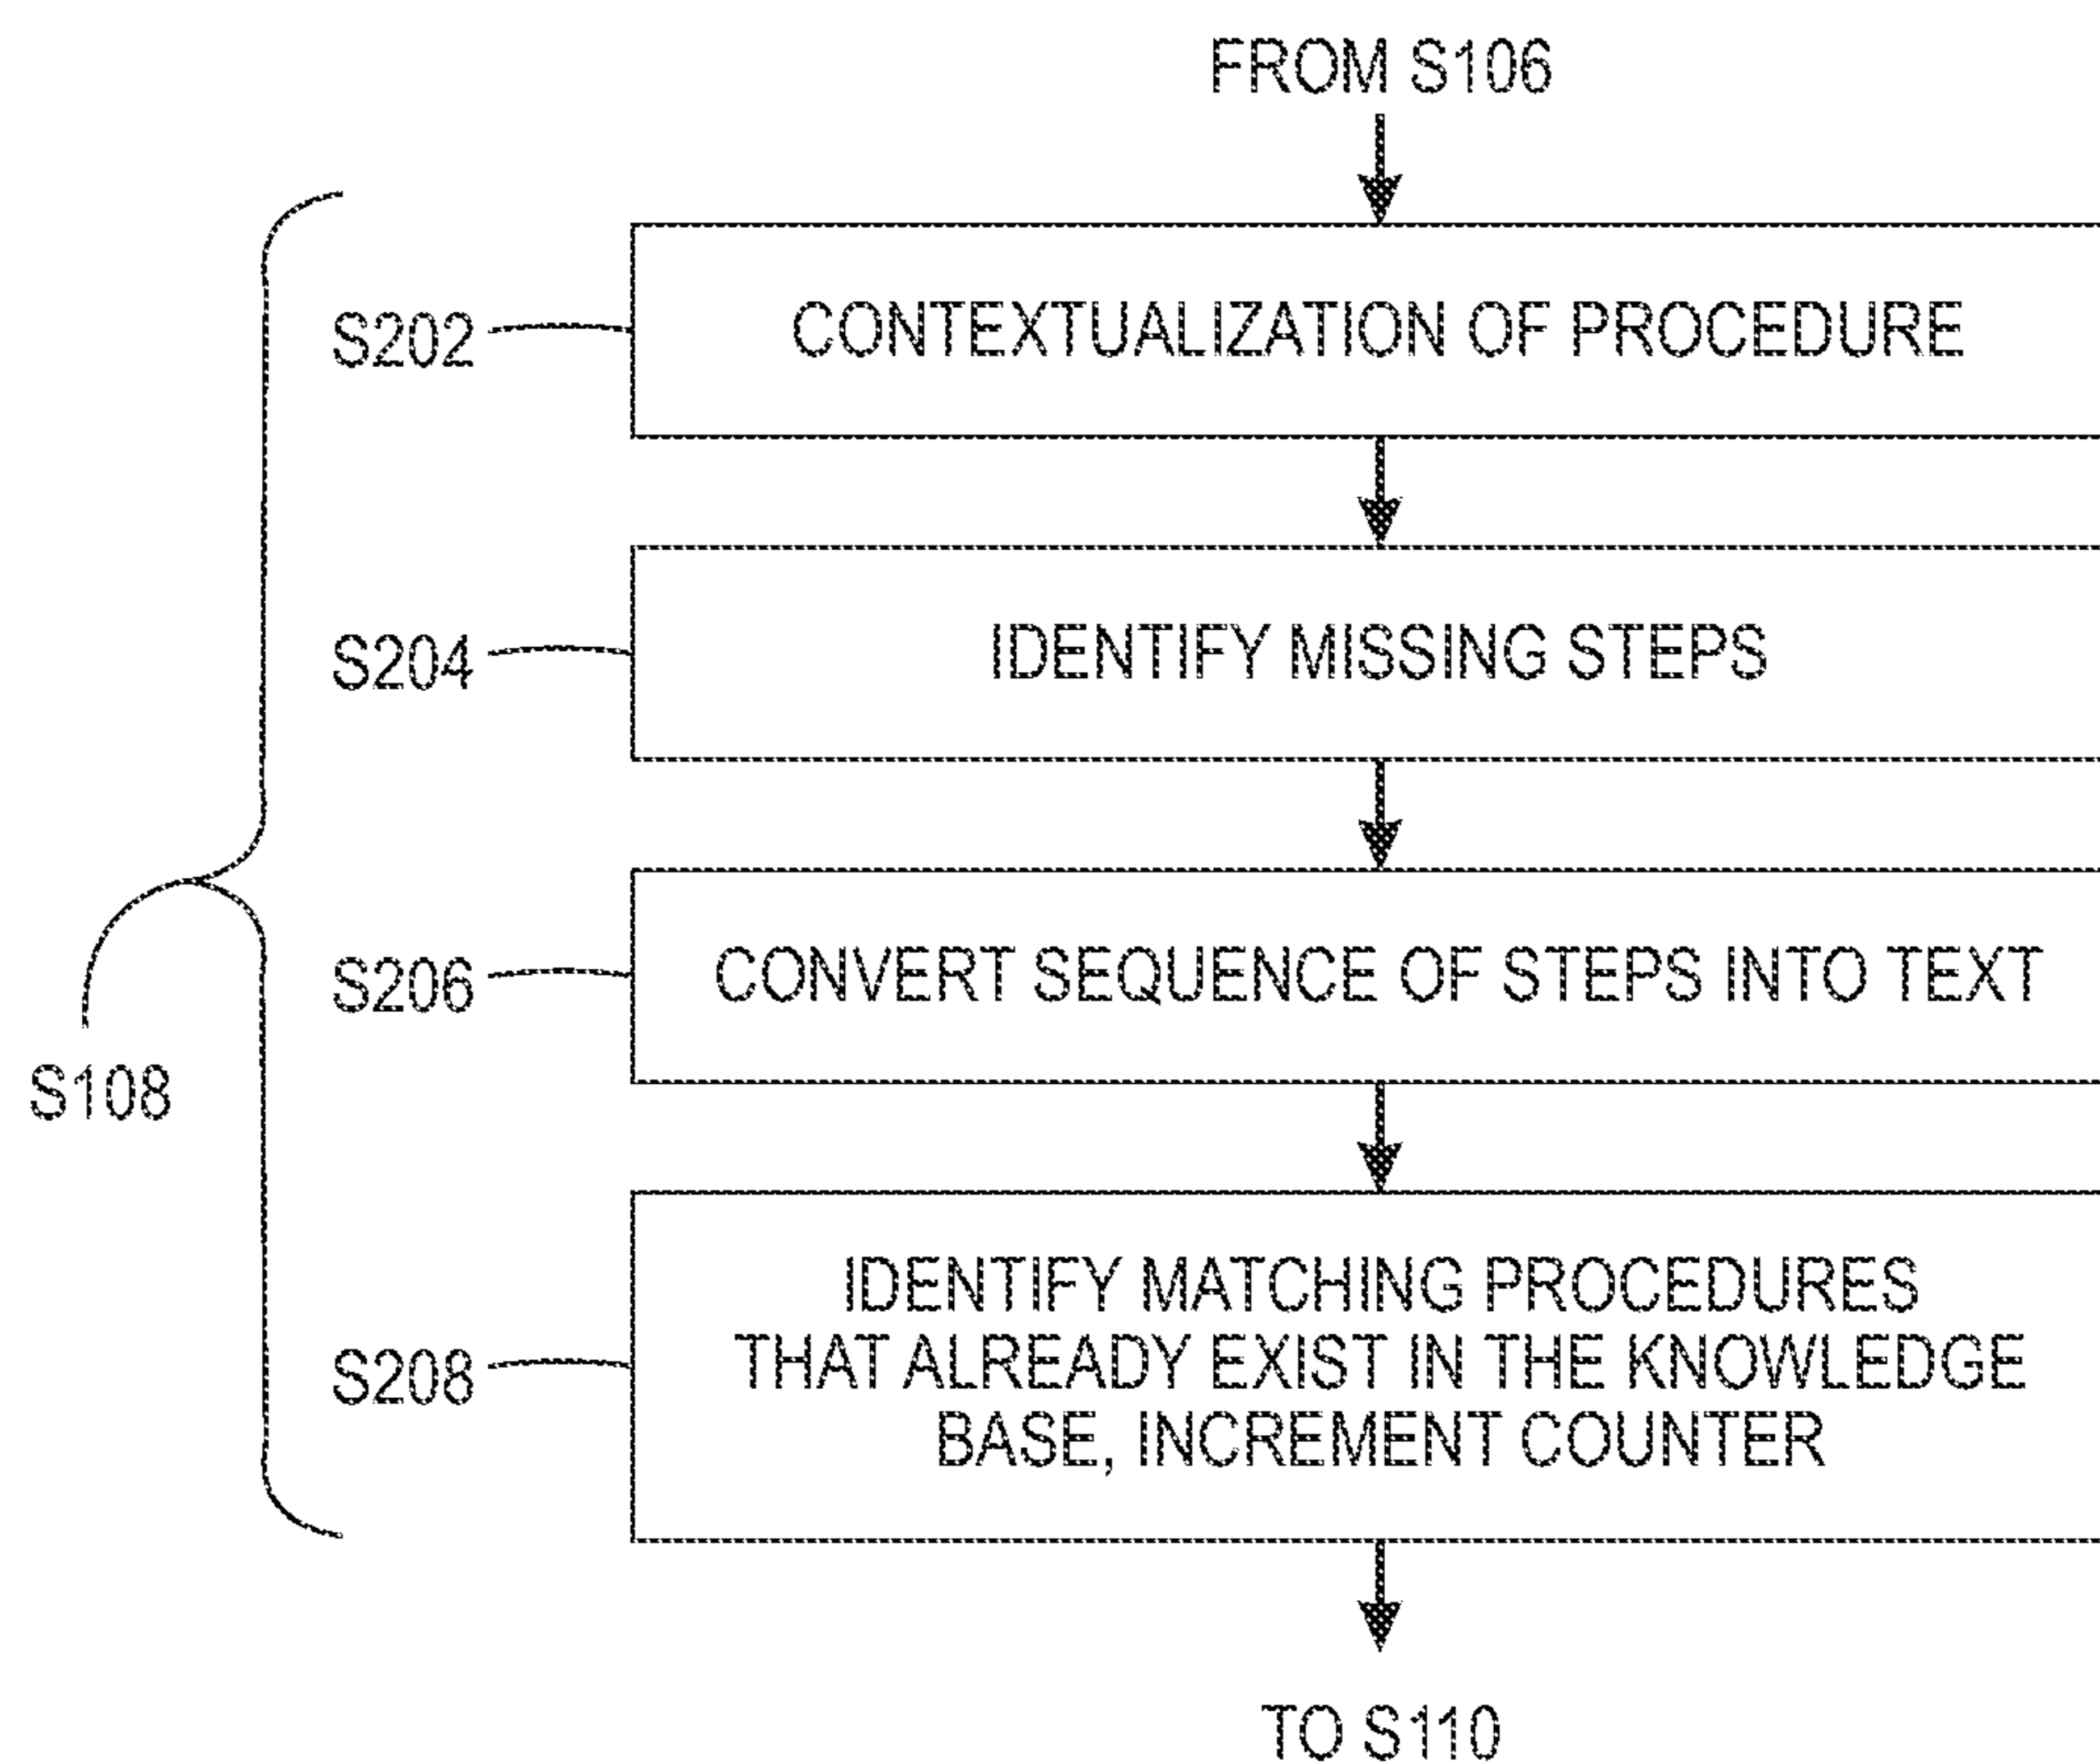 FROM S106
S202
CONTEXTUALIZATION OF PROCEDURE
S204
IDENTIFY MISSING STEPS
S206
CONVERT SEQUENCE OF STEPS INTO TEXT
S108
S208
IDENTIFY MATCHING PROCEDURES
THAT ALREADY EXIST IN THE KNOWLEDGE
BASE, INCREMENT COUNTER
TO S110